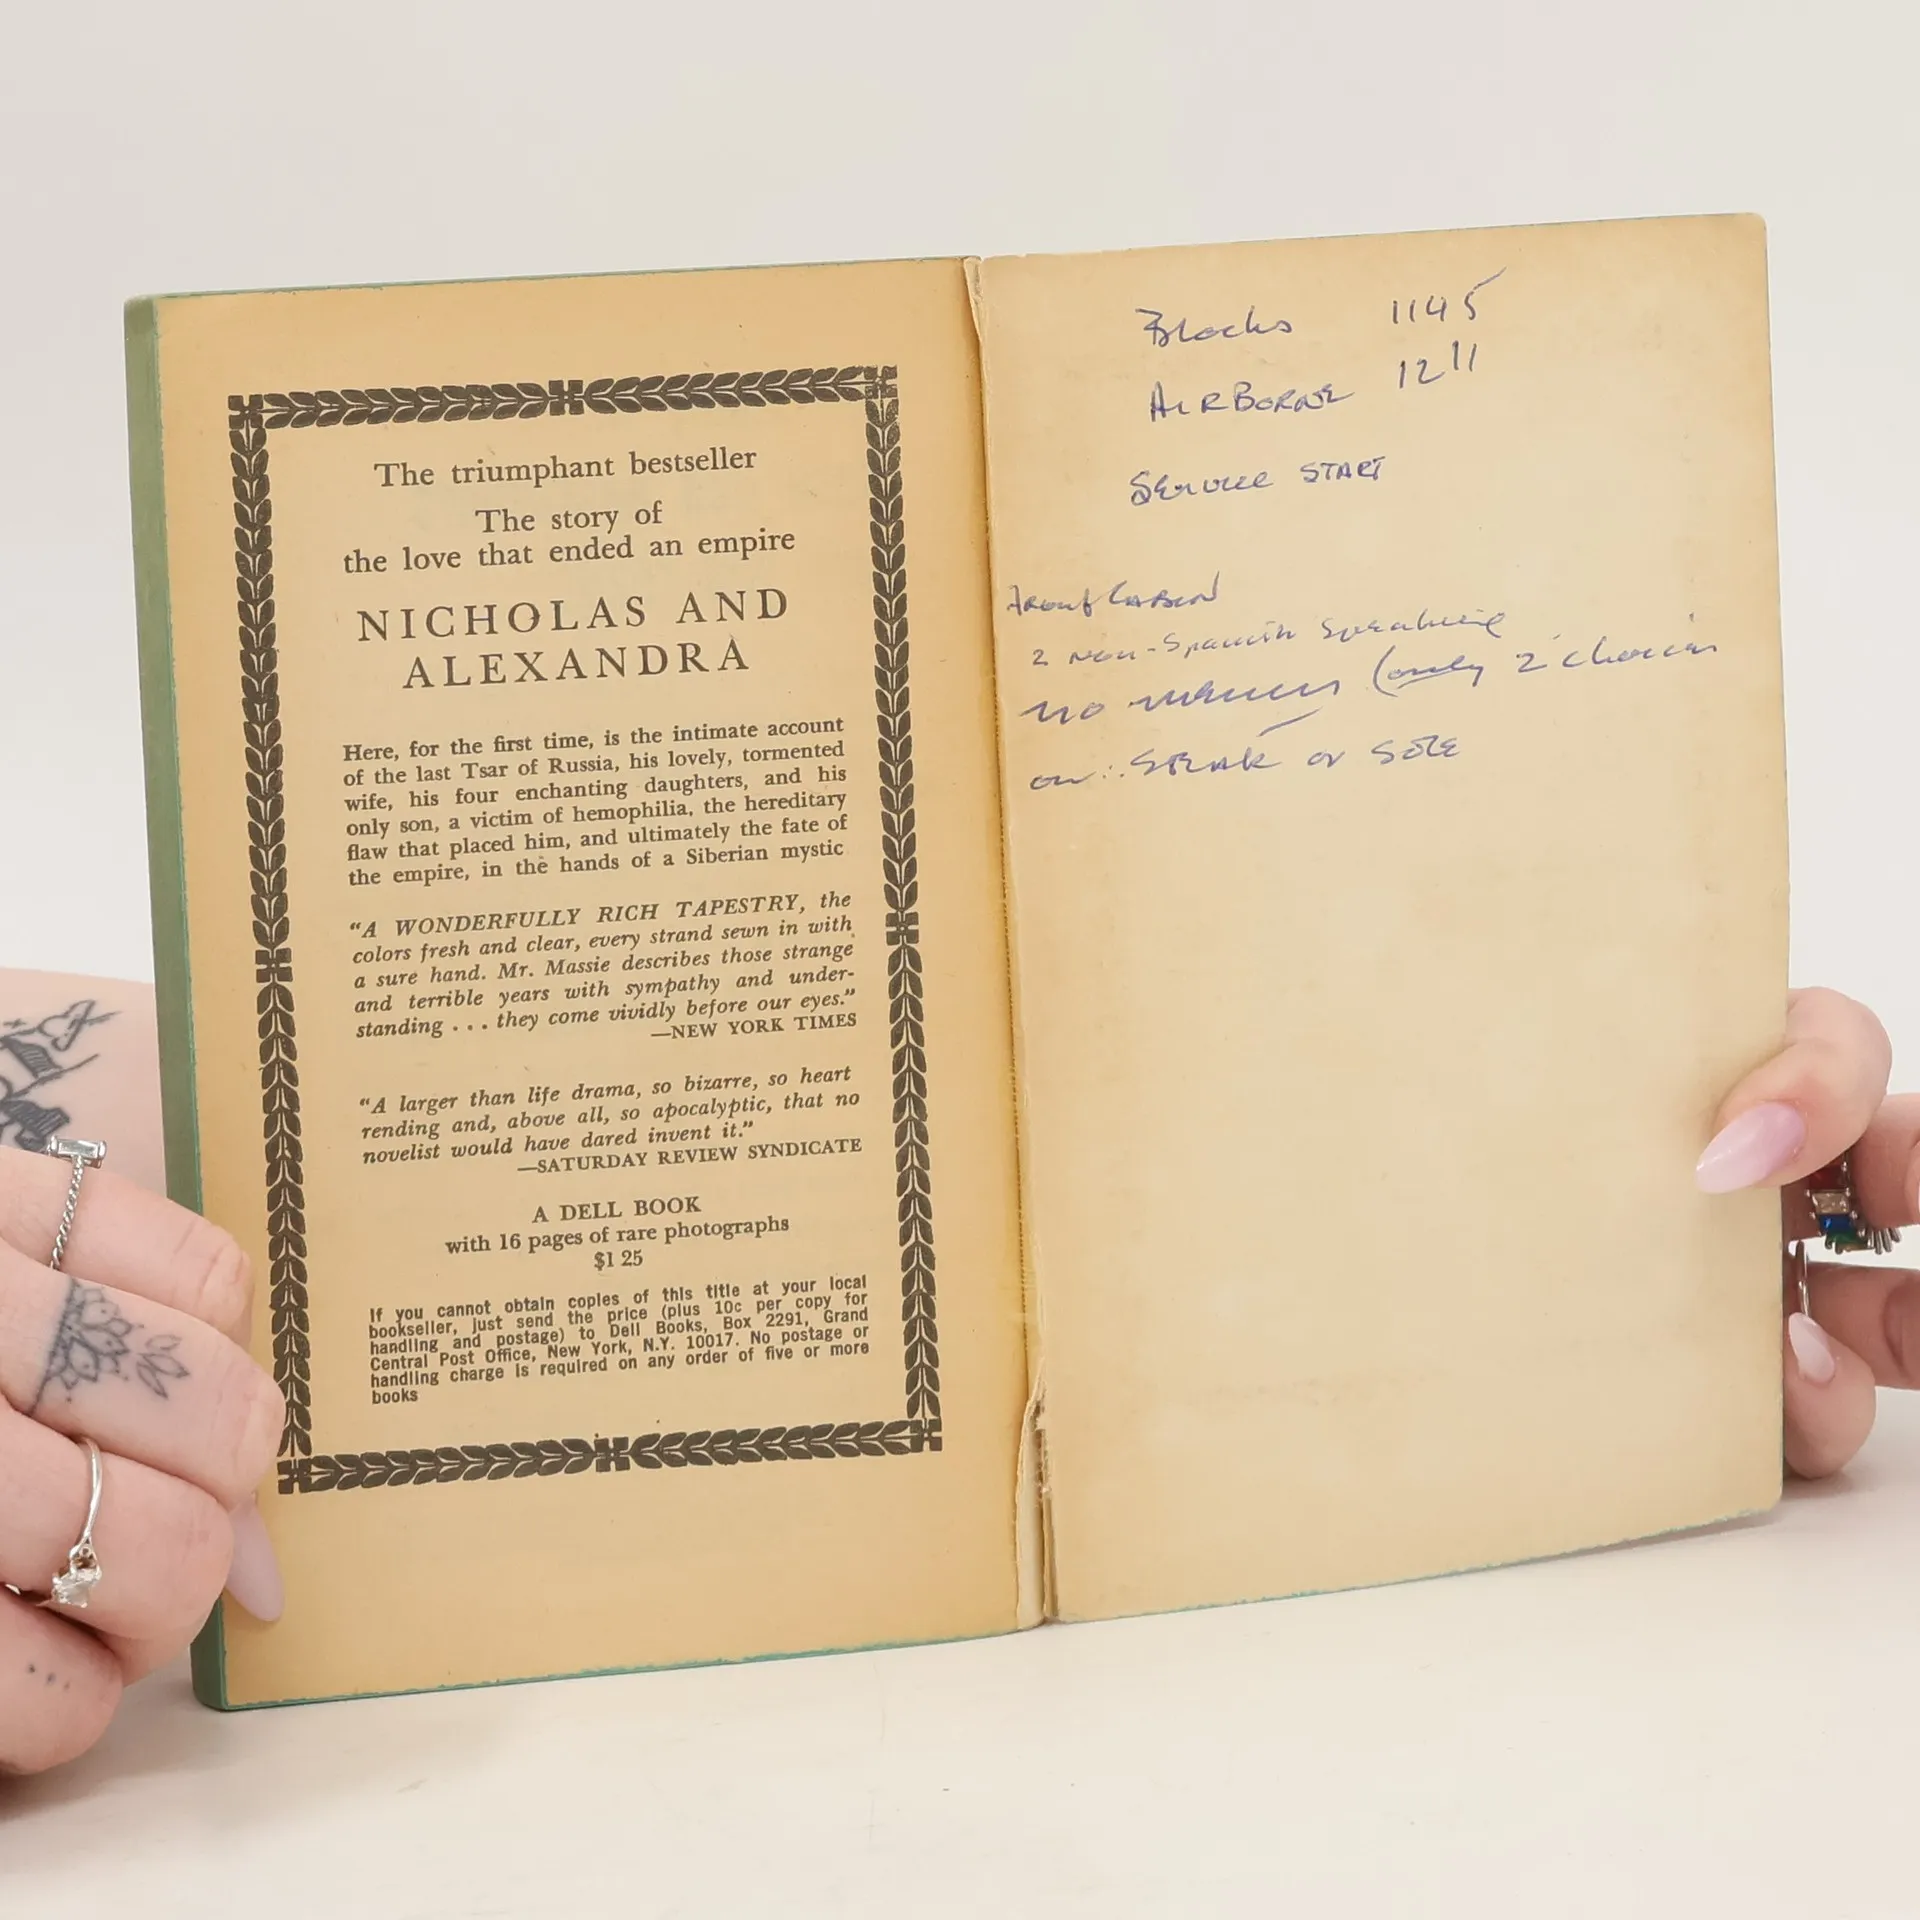 The triumphant bestseller
The story of
the love that ended an empire
NICHOLAS AND
ALEXANDRA
Here, for the first time, is the intimate account
of the last Tsar of Russia, his lovely, tormented
wife, his four enchanting daughters, and his
only son, a victim of hemophilia, the hereditary
flaw that placed him, and ultimately the fate of
the empire, in the hands of a Siberian mystic
“A WONDERFULLY RICH TAPESTRY, the
colors fresh and clear, every strand sewn in with
a sure hand. Mr. Massie describes those strange
and terrible years with sympathy and under-
standing . . . they come vividly before our eyes.”
—NEW YORK TIMES
“A larger than life drama, so bizarre, so heart
rending and, above all, so apocalyptic, that no
novelist would have dared invent it.”
—SATURDAY REVIEW SYNDICATE
A DELL BOOK
with 16 pages of rare photographs
$1 25
If you cannot obtain copies of this title at your local
bookseller, just send the price (plus 10c per copy for
handling and postage) to Dell Books, Box 2291, Grand
Central Post Office, New York, N.Y. 10017. No postage or
handling charge is required on any order of five or more
books
Blocks 1145
AIRBORNE 1211
Service START
CABIN
2 non-Spanish Speaking
no menus (only 2 choices
on : STEAK or SOLE